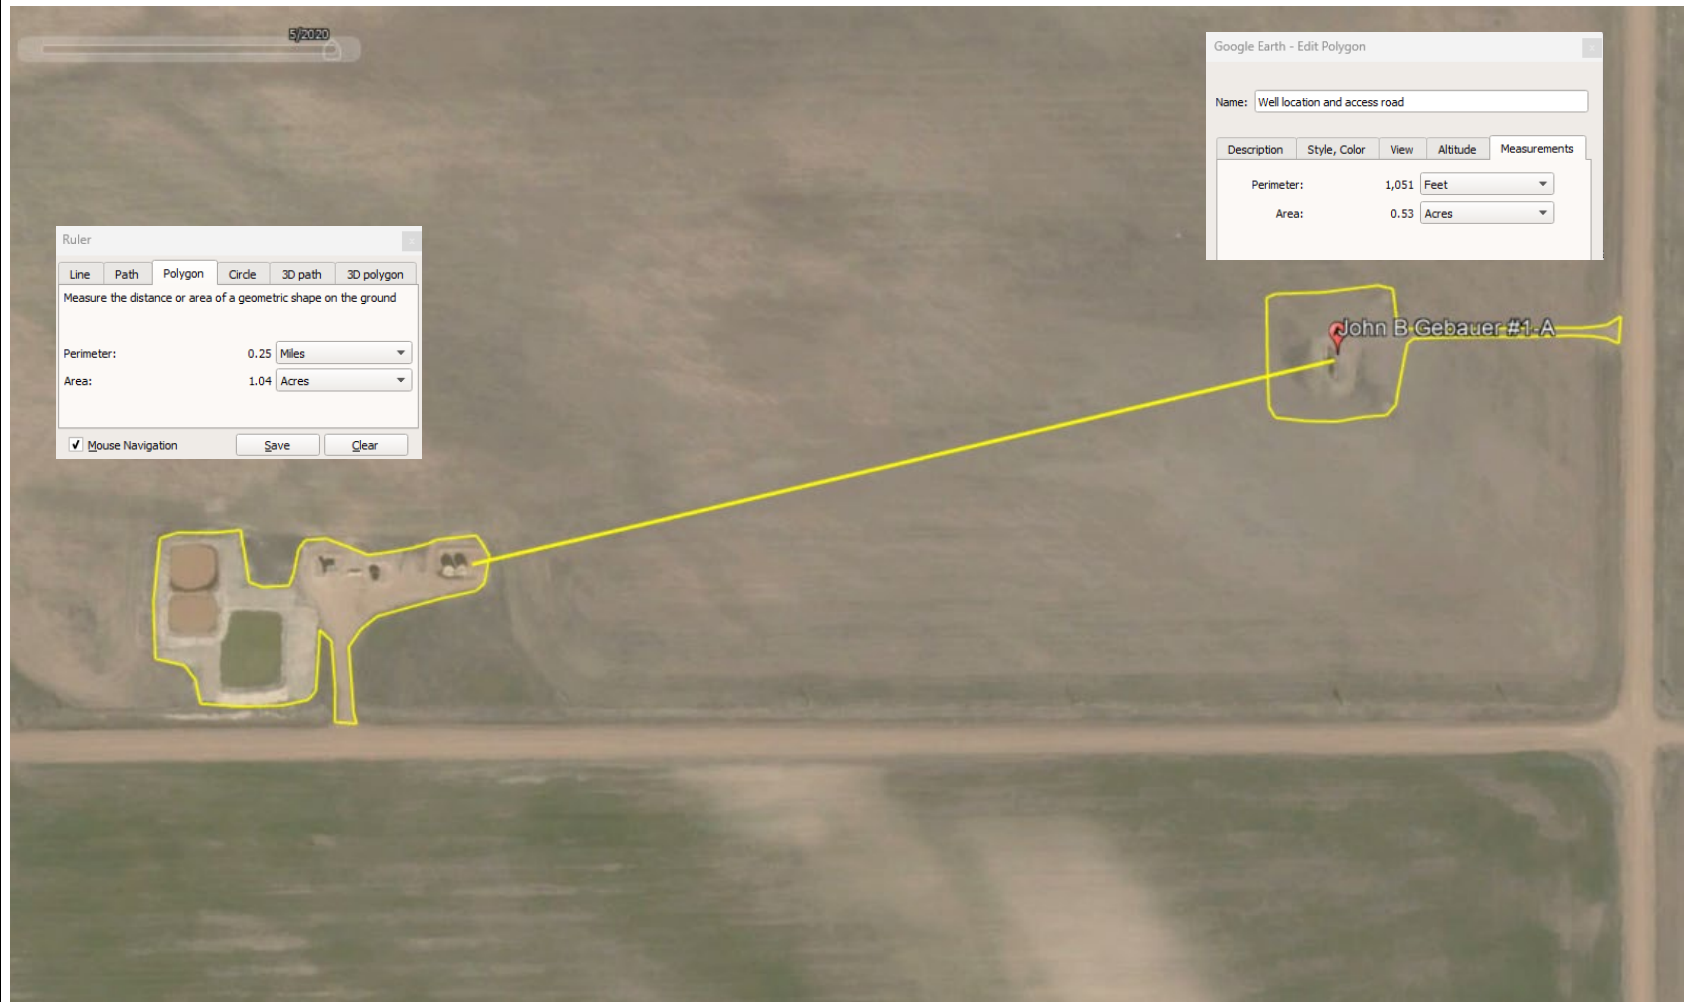 5/2020
Google Earth - Edit Polygon
Name: Well location and access road
Description Style, Color View Altitude Measurements
Perimeter: 1,051 Feet
Area: 0.53 Acres
Ruler
Line Path Polygon Circle 3D path 3D polygon
Measure the distance or area of a geometric shape on the ground
Perimeter: 0.25 Miles
Area: 1.04 Acres
Mouse Navigation Save Clear
John B Gebauer #1-A